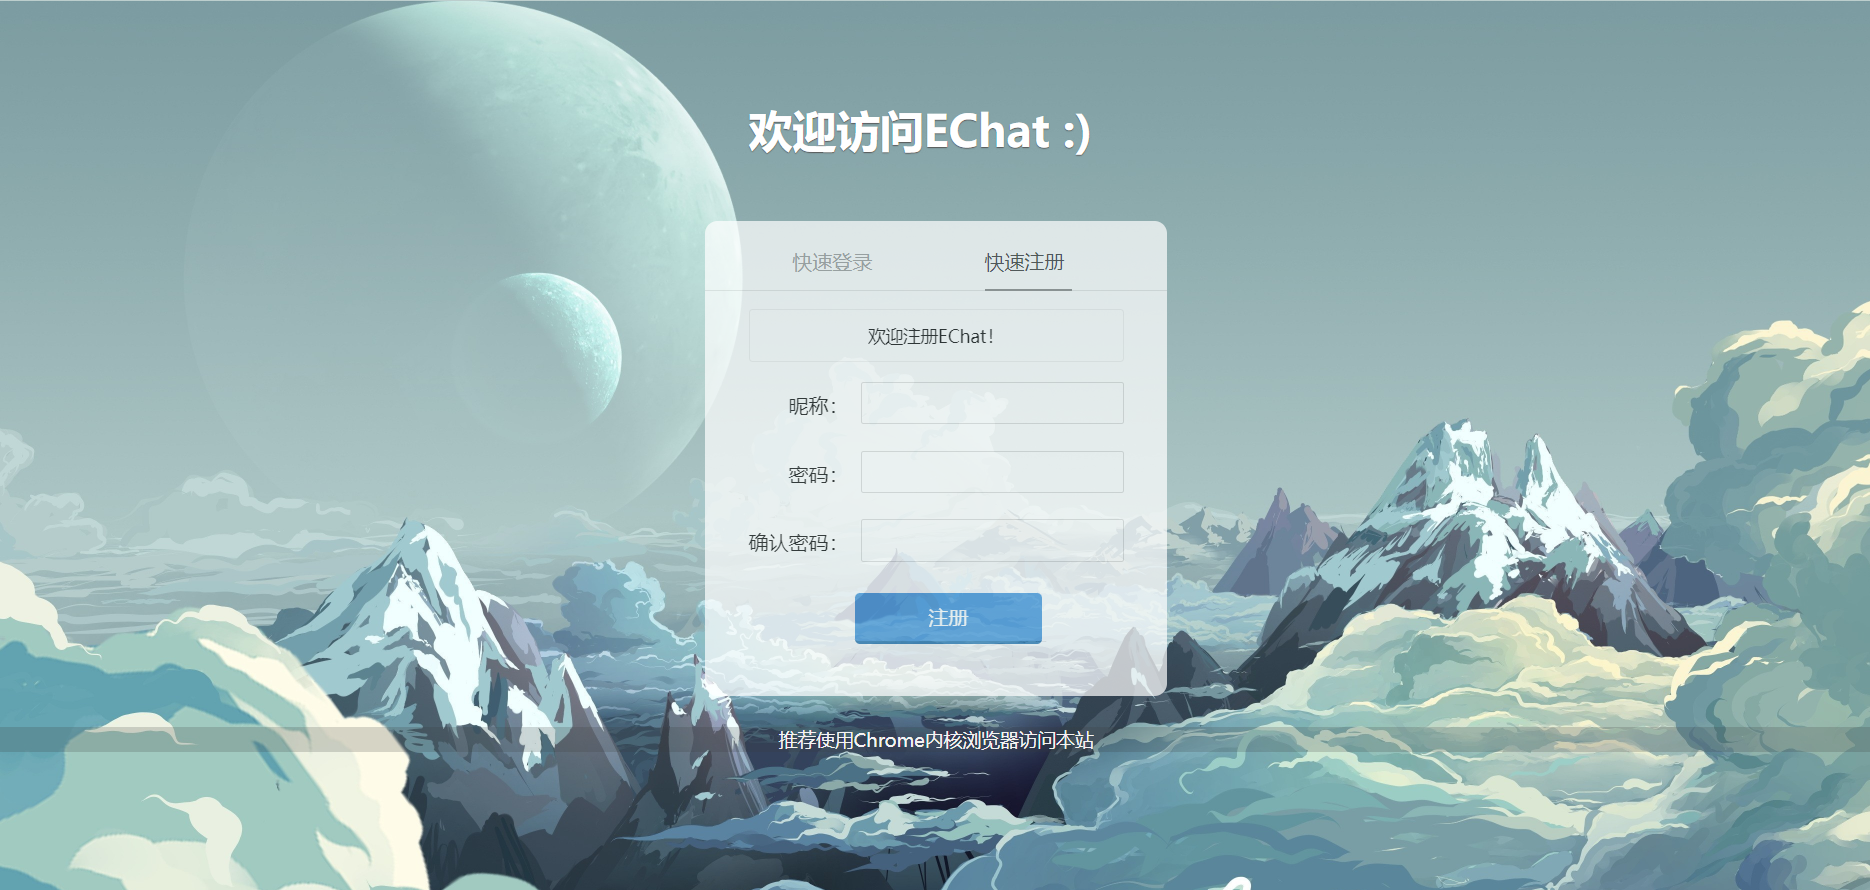 欢迎访问EChat :)
快速登录
快速注册
欢迎注册EChat！
昵称：
密码：
确认密码：
注册
推荐使用Chrome内核浏览器访问本站